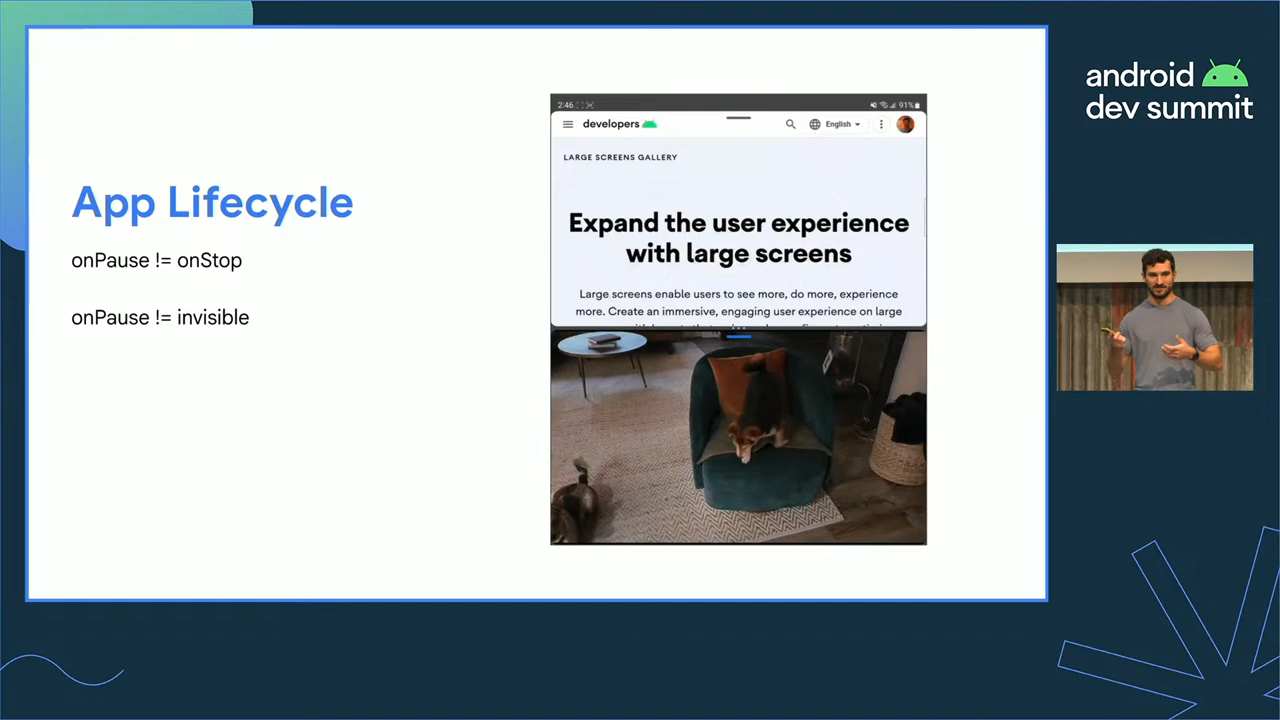 android
dev summit
App Lifecycle
onPause != onStop
onPause != invisible
2:46
91%
developers
English
LARGE SCREENS GALLERY
Expand the user experience
with large screens
Large screens enable users to see more, do more, experience
more. Create an immersive, engaging user experience on large